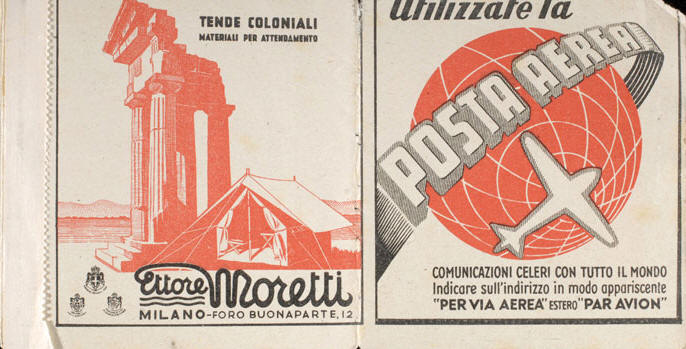 TENDE COLONIALI
MATERIALI PER ATTENDAMENTO
Ettore Moretti
MILANO-FORO BUONAPARTE, 12
Utilizzate la
POSTA AEREA
COMUNICAZIONI CELERI CON TUTTO IL MONDO
Indicare sull'indirizzo in modo appariscente
"PER VIA AEREA" ESTERO "PAR AVION"